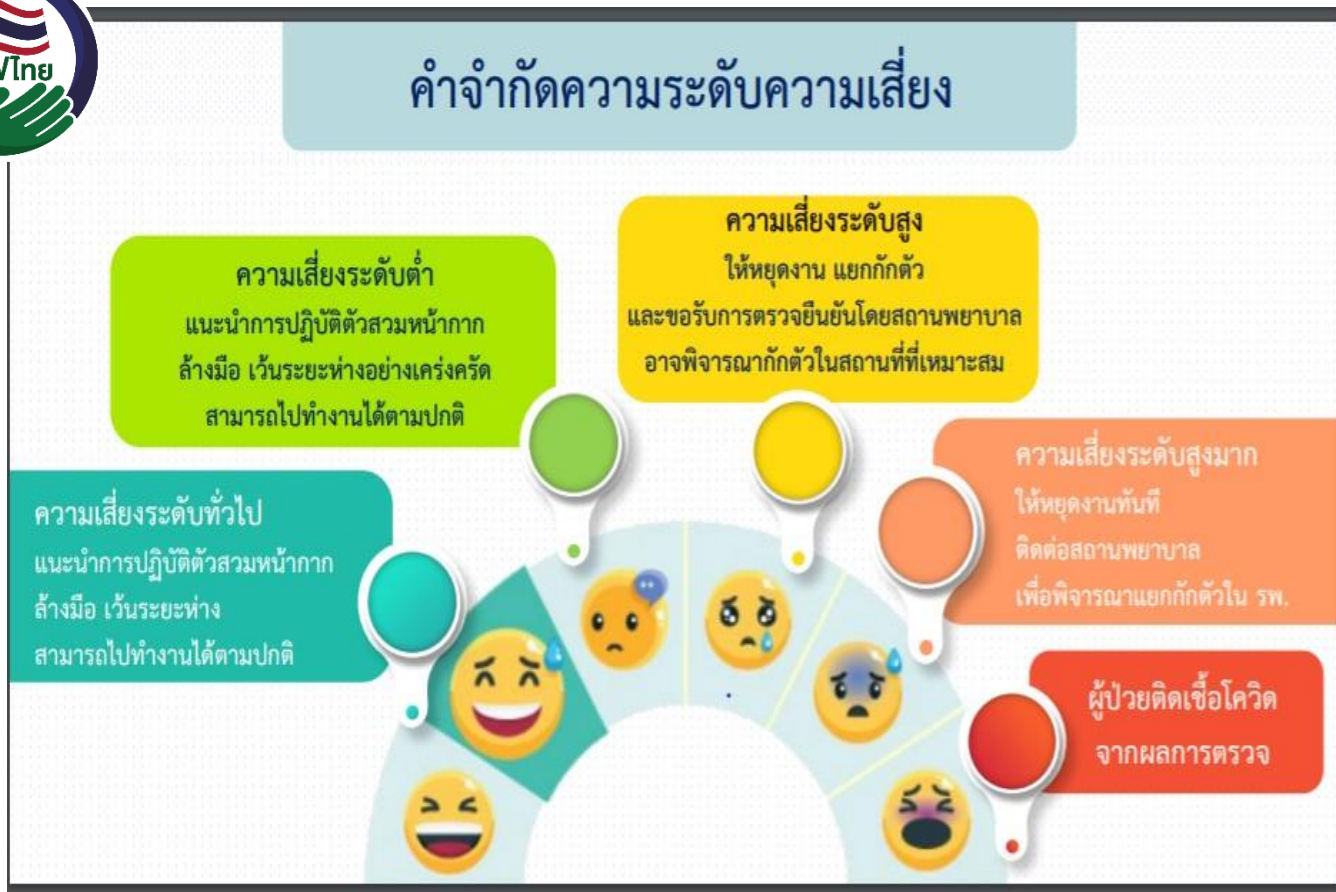 คำจำกัดความระดับความเสี่ยง
ความเสี่ยงระดับทั่วไป
แนะนำการปฏิบัติตัวสวมหน้ากาก
ล้างมือ เว้นระยะห่าง
สามารถไปทำงานได้ตามปกติ
ความเสี่ยงระดับต่ำ
แนะนำการปฏิบัติตัวสวมหน้ากาก
ล้างมือ เว้นระยะห่างอย่างเคร่งครัด
สามารถไปทำงานได้ตามปกติ
ความเสี่ยงระดับสูง
ให้หยุดงาน แยกกักตัว
และขอรับการตรวจยืนยันโดยสถานพยาบาล
อาจพิจารณากักตัวในสถานที่ที่เหมาะสม
ความเสี่ยงระดับสูงมาก
ให้หยุดงานทันที
ติดต่อสถานพยาบาล
เพื่อพิจารณาแยกกักตัวใน รพ.
ผู้ป่วยติดเชื้อโควิด
จากผลการตรวจ